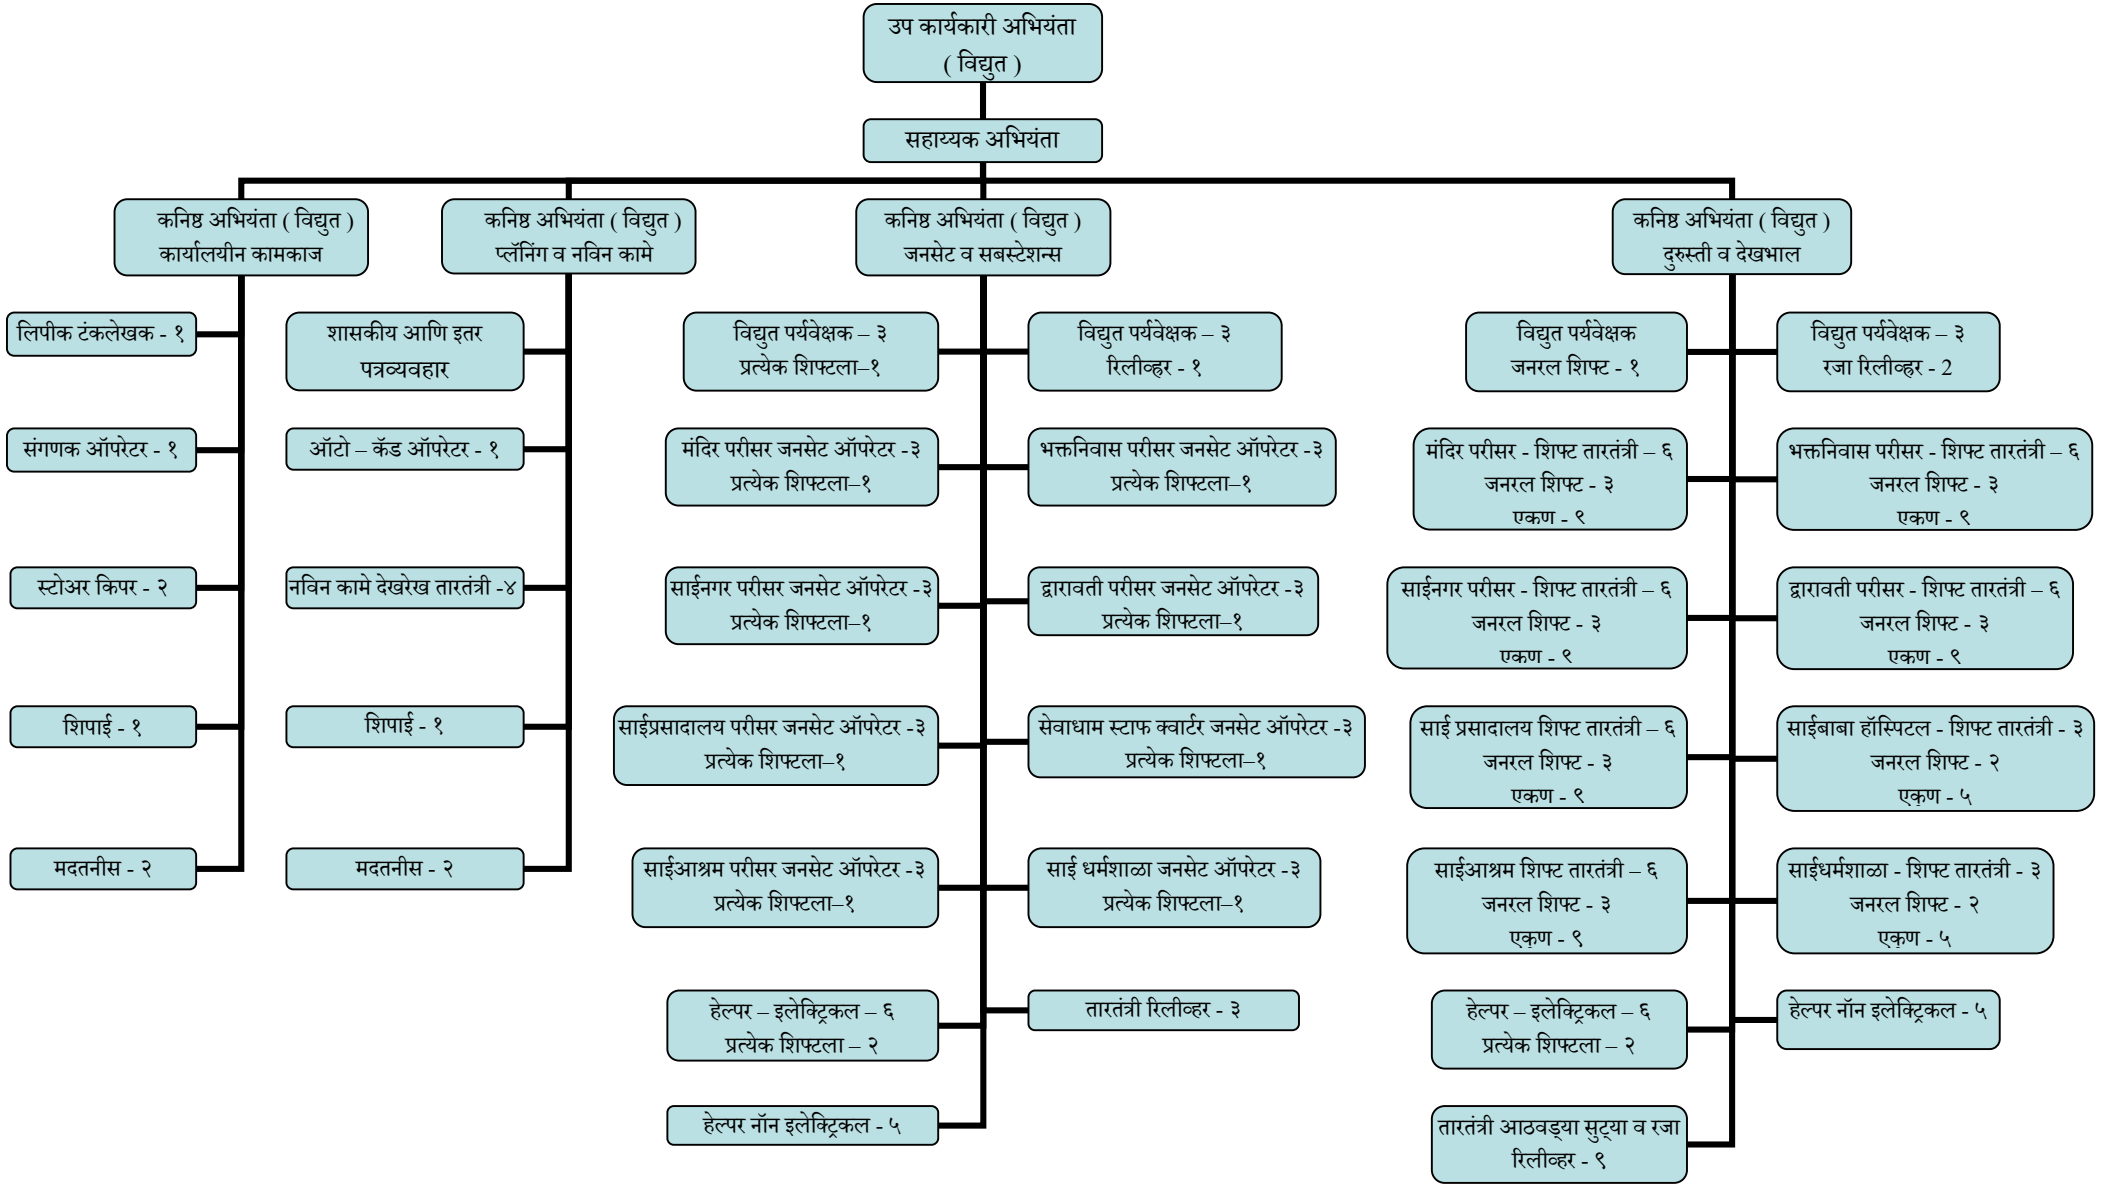 उप कार्यकारी अभियंता
( विद्युत )
सहाय्यक अभियंता
कनिष्ठ अभियंता ( विद्युत )
कार्यालयीन कामकाज
लिपीक टंकलेखक - १
संगणक ऑपरेटर - १
स्टोअर किपर - २
शिपाई - १
मदतनीस - २
कनिष्ठ अभियंता ( विद्युत )
प्लॅनिंग व नविन कामे
शासकीय आणि इतर
पत्रव्यवहार
ऑटो – कॅड ऑपरेटर - १
नविन कामे देखरेख तारतंत्री -४
शिपाई - १
मदतनीस - २
कनिष्ठ अभियंता ( विद्युत )
जनसेट व सबस्टेशन्स
विद्युत पर्यवेक्षक – ३
प्रत्येक शिफ्टला–१
विद्युत पर्यवेक्षक – ३
रिलीव्ह्रर - १
मंदिर परीसर जनसेट ऑपरेटर -३
प्रत्येक शिफ्टला–१
भक्तनिवास परीसर जनसेट ऑपरेटर -३
प्रत्येक शिफ्टला–१
साईनगर परीसर जनसेट ऑपरेटर -३
प्रत्येक शिफ्टला–१
द्वारावती परीसर जनसेट ऑपरेटर -३
प्रत्येक शिफ्टला–१
साईप्रसादालय परीसर जनसेट ऑपरेटर -३
प्रत्येक शिफ्टला–१
सेवाधाम स्टाफ क्वार्टर जनसेट ऑपरेटर -३
प्रत्येक शिफ्टला–१
साईआश्रम परीसर जनसेट ऑपरेटर -३
प्रत्येक शिफ्टला–१
साई धर्मशाळा जनसेट ऑपरेटर -३
प्रत्येक शिफ्टला–१
हेल्पर – इलेक्ट्रिकल – ६
प्रत्येक शिफ्टला – २
तारतंत्री रिलीव्हर - ३
हेल्पर नॉन इलेक्ट्रिकल - ५
कनिष्ठ अभियंता ( विद्युत )
दुरुस्ती व देखभाल
विद्युत पर्यवेक्षक
जनरल शिफ्ट - १
विद्युत पर्यवेक्षक – ३
रजा रिलीव्ह्रर - 2
मंदिर परीसर - शिफ्ट तारतंत्री – ६
जनरल शिफ्ट - ३
एकुण - ९
भक्तनिवास परीसर - शिफ्ट तारतंत्री – ६
जनरल शिफ्ट - ३
एकुण - ९
साईनगर परीसर - शिफ्ट तारतंत्री – ६
जनरल शिफ्ट - ३
एकुण - ९
द्वारावती परीसर - शिफ्ट तारतंत्री – ६
जनरल शिफ्ट - ३
एकुण - ९
साई प्रसादालय शिफ्ट तारतंत्री – ६
जनरल शिफ्ट - ३
एकुण - ९
साईबाबा हॉस्पिटल - शिफ्ट तारतंत्री - ३
जनरल शिफ्ट - २
एकुण - ५
साईआश्रम शिफ्ट तारतंत्री – ६
जनरल शिफ्ट - ३
एकुण - ९
साईधर्मशाळा - शिफ्ट तारतंत्री - ३
जनरल शिफ्ट - २
एकुण - ५
हेल्पर – इलेक्ट्रिकल – ६
प्रत्येक शिफ्टला – २
हेल्पर नॉन इलेक्ट्रिकल - ५
तारतंत्री आठवड्या सुट्या व रजा
रिलीव्हर - ९